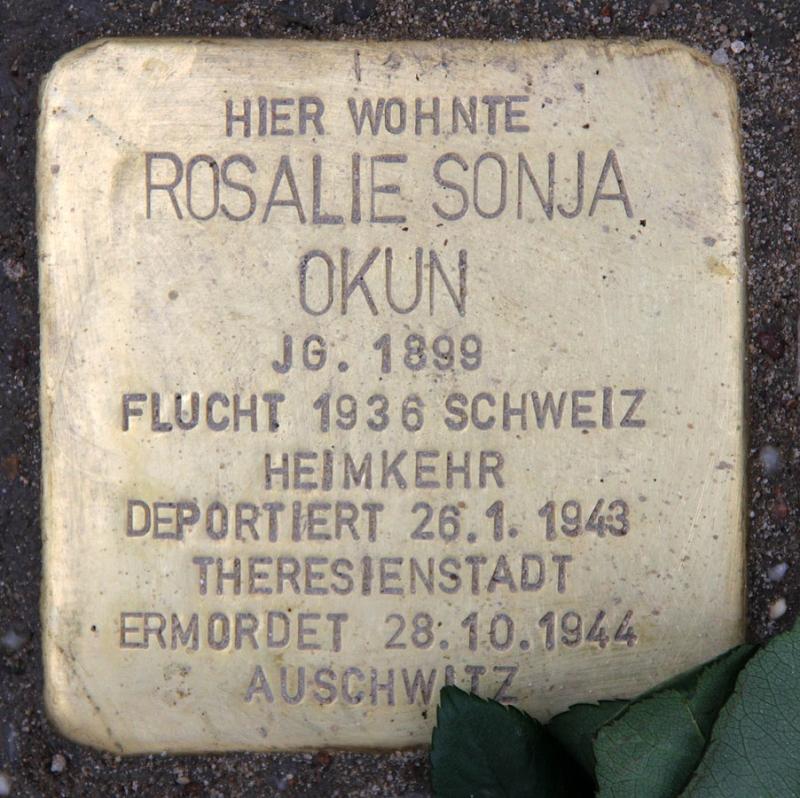 HIER WOHNTE
ROSALIE SONJA
OKUN
JG. 1899
FLUCHT 1936 SCHWEIZ
HEIMKEHR
DEPORTIERT 26.1. 1943
THERESIENSTADT
ERMORDET 28.10.1944
AUSCHWITZ